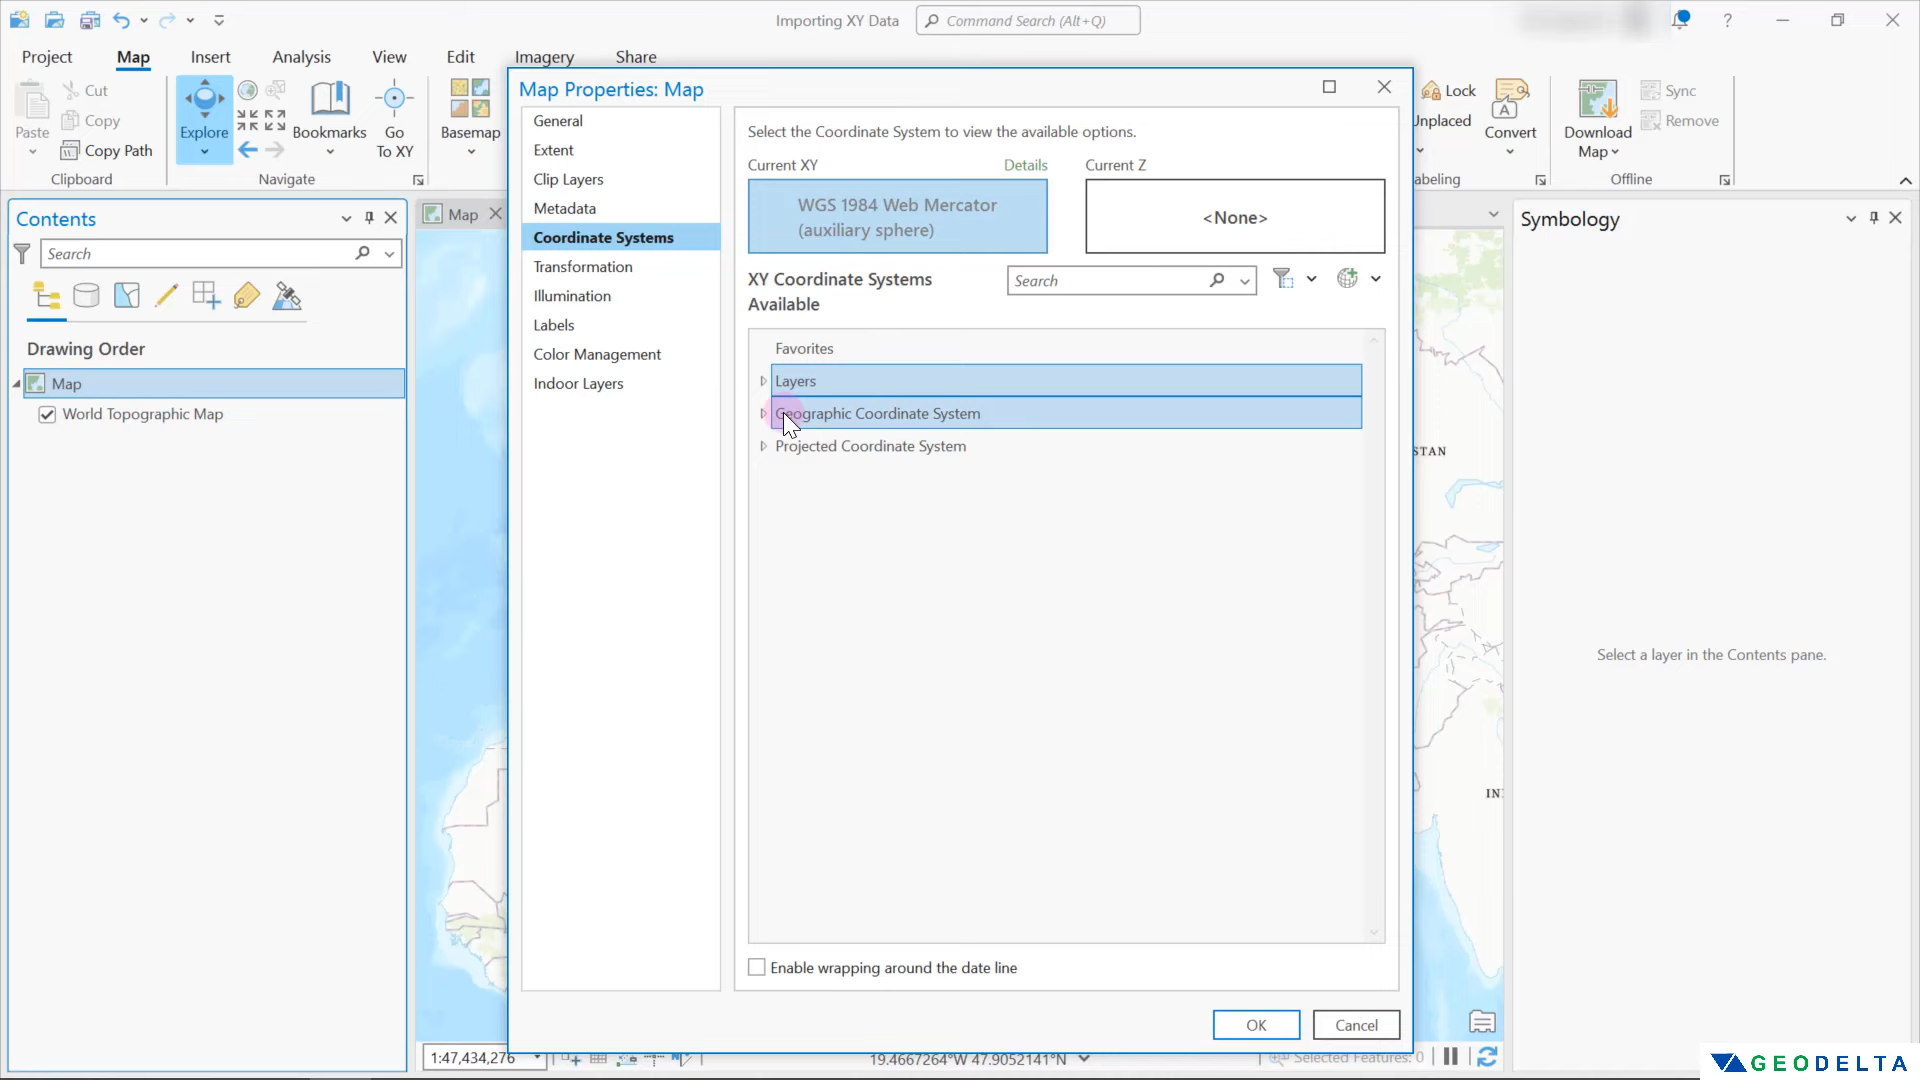 Importing XY Data
Command Search (Alt+Q)
?
Project
Map
Insert
Analysis
View
Edit
Imagery
Share
Paste
Cut
Copy
Copy Path
Clipboard
Explore
Bookmarks
Go
To XY
Navigate
Basemap
Lock
Convert
Download
Map
Sync
Remove
Offline
Contents
Search
Drawing Order
Map
World Topographic Map
Map
Map Properties: Map
General
Extent
Clip Layers
Metadata
Coordinate Systems
Transformation
Illumination
Labels
Color Management
Indoor Layers
Select the Coordinate System to view the available options.
Current XY
Details
Current Z
WGS 1984 Web Mercator
(auxiliary sphere)
<None>
XY Coordinate Systems
Available
Search
Favorites
Layers
Geographic Coordinate System
Projected Coordinate System
Enable wrapping around the date line
OK
Cancel
Symbology
Select a layer in the Contents pane.
STAN
1:47,434,276
19.4667264°W 47.9052141°N
Selected Features: 0
GEODELTA